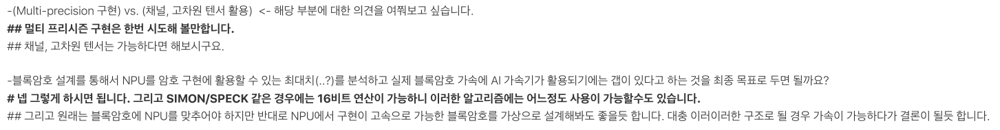 -(Multi-precision 구현) vs. (채널, 고차원 텐서 활용)  <- 해당 부분에 대한 의견을 여쭤보고 싶습니다.
## 멀티 프리시즌 구현은 한번 시도해 볼만합니다.
## 채널, 고차원 텐서는 가능하다면 해보시구요.
-블록암호 설계를 통해서 NPU를 암호 구현에 활용할 수 있는 최대치(..?)를 분석하고 실제 블록암호 가속에 AI 가속기가 활용되기에는 갭이 있다고 하는 것을 최종 목표로 두면 될까요?
# 넵 그렇게 하시면 됩니다. 그리고 SIMON/SPECK 같은 경우에는 16비트 연산이 가능하니 이러한 알고리즘에는 어느정도 사용이 가능할수도 있습니다.
## 그리고 원래는 블록암호에 NPU를 맞추어야 하지만 반대로 NPU에서 구현이 고속으로 가능한 블록암호를 가상으로 설계해봐도 좋을듯 합니다. 대충 이러이러한 구조로 될 경우 가속이 가능하다가 결론이 될듯 합니다.